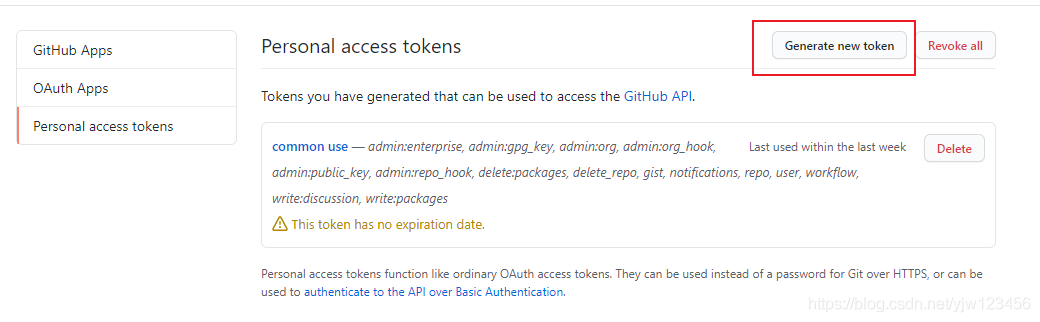 GitHub Apps
OAuth Apps
Personal access tokens
Personal access tokens
Generate new token
Revoke all
Tokens you have generated that can be used to access the GitHub API.
common use — admin:enterprise, admin:gpg_key, admin:org, admin:org_hook,
Last used within the last week
Delete
admin:public_key, admin:repo_hook, delete:packages, delete_repo, gist, notifications, repo, user, workflow,
write:discussion, write:packages
This token has no expiration date.
Personal access tokens function like ordinary OAuth access tokens. They can be used instead of a password for Git over HTTPS, or can be
used to authenticate to the API over Basic Authentication.
https://blog.csdn.net/yjw123456